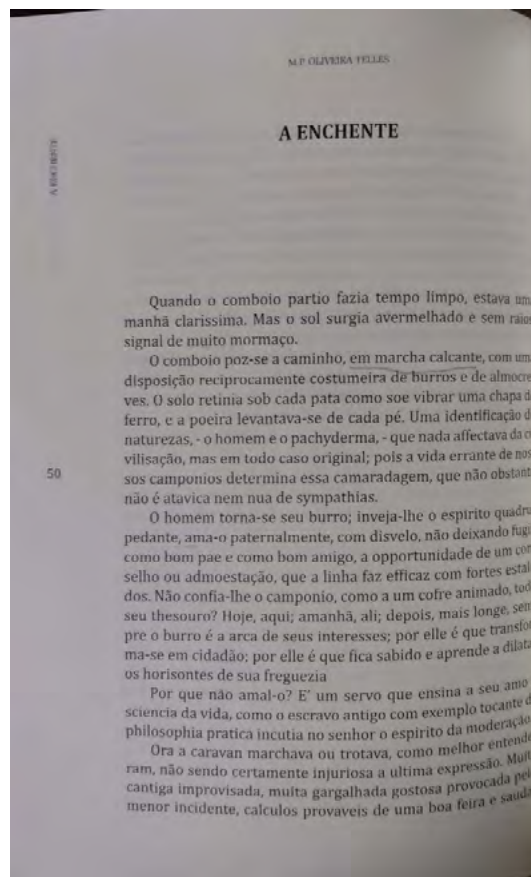 M.P. OLIVEIRA TELLES
A ENCHENTE
A ENCHENTE
Quando o comboio partio fazia tempo limpo, estava um
manhã clarissima. Mas o sol surgia avermelhado e sem raios
signal de muito mormaço.
O comboio poz-se a caminho, em marcha calcante, com um
disposição reciprocamente costumeira de burros e de almocre
ves. O solo retinia sob cada pata como soe vibrar uma chapa d
ferro, e a poeira levantava-se de cada pé. Uma identificação d
naturezas, - o homem e o pachyderma, - que nada affectava da ci
vilisação, mas em todo caso original; pois a vida errante de nos
sos camponios determina essa camaradagem, que não obstant
não é atavica nem nua de sympathias.
50
O homem torna-se seu burro; inveja-lhe o espirito quadru
pedante, ama-o paternalmente, com disvelo, não deixando fugi
como bom pae e como bom amigo, a opportunidade de um con
selho ou admoestação, que a linha faz efficaz com fortes estal
dos. Não confia-lhe o camponio, como a um cofre animado, tod
seu thesouro? Hoje, aqui; amanhã, ali; depois, mais longe, sem
pre o burro é a arca de seus interesses; por elle é que transfor
ma-se em cidadão; por elle é que fica sabido e aprende a dilata
os horisontes de sua freguezia
Por que não amal-o? E' um servo que ensina a seu amo
sciencia da vida, como o escravo antigo com exemplo tocante d
philosophia pratica incutia no senhor o espirito da moderação.
Ora a caravan marchava ou trotava, como melhor entende
ram, não sendo certamente injuriosa a ultima expressão. Muit
cantiga improvisada, muita gargalhada gostosa provocada pel
menor incidente, calculos provaveis de uma boa feira e sauda